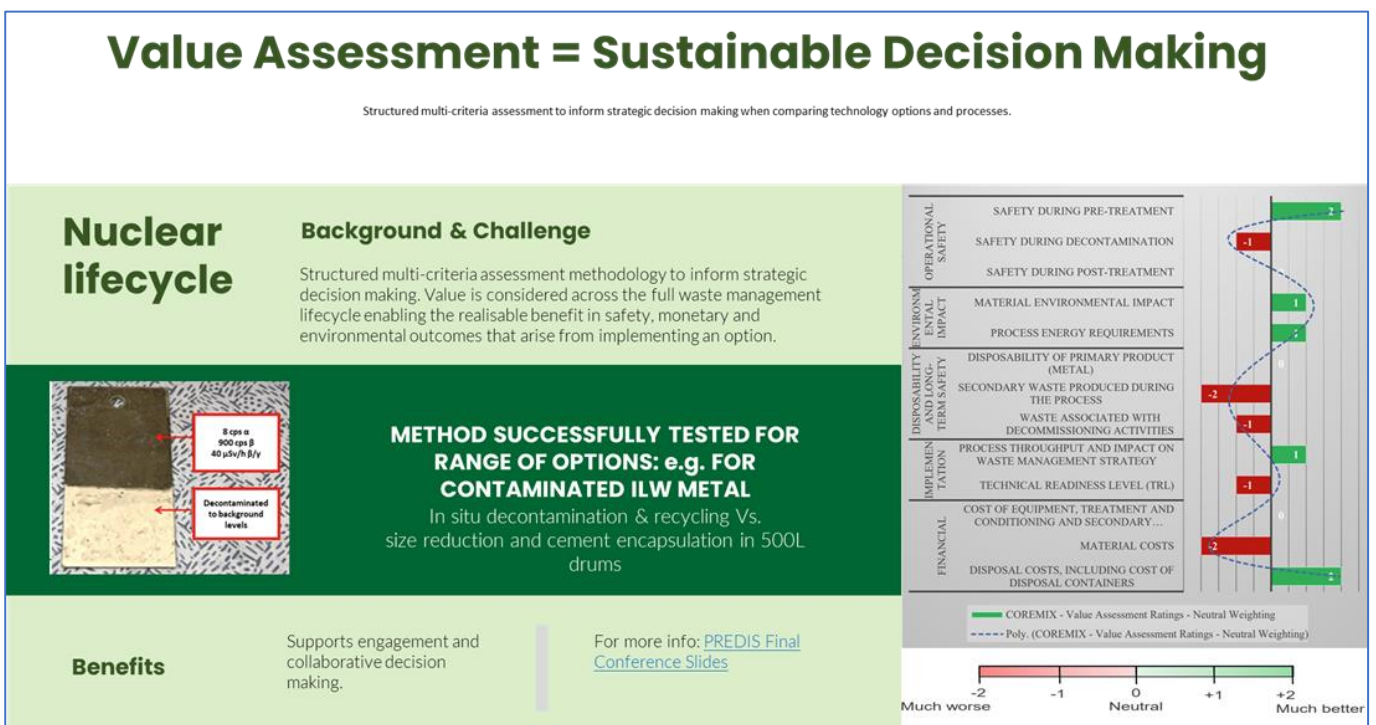 Value Assessment = Sustainable Decision Making
Structured multi-criteria assessment to inform strategic decision making when comparing technology options and processes.
Nuclear
lifecycle
Background & Challenge
Structured multi-criteria assessment methodology to inform strategic
decision making. Value is considered across the full waste management
lifecycle enabling the realisable benefit in safety, monetary and
environmental outcomes that arise from implementing an option.
8 cps α
900 cps β
40 μSv/h β/γ
Decontaminated
to background
levels
METHOD SUCCESSFULLY TESTED FOR
RANGE OF OPTIONS: e.g. FOR
CONTAMINATED ILW METAL
In situ decontamination & recycling Vs.
size reduction and cement encapsulation in 500L
drums
Benefits
Supports engagement and
collaborative decision
making.
For more info: PREDIS Final
Conference Slides
OPERATIONAL
SAFETY
SAFETY DURING PRE-TREATMENT
2
SAFETY DURING DECONTAMINATION
-1
SAFETY DURING POST-TREATMENT
0
ENVIRONM
ENTAL
IMPACT
MATERIAL ENVIRONMENTAL IMPACT
1
PROCESS ENERGY REQUIREMENTS
1
DISPOSABILITY
AND LONG-
TERM SAFETY
DISPOSABILITY OF PRIMARY PRODUCT
(METAL)
0
SECONDARY WASTE PRODUCED DURING
THE PROCESS
-2
WASTE ASSOCIATED WITH
DECOMMISSIONING ACTIVITIES
-1
IMPLEMEN
TATION
PROCESS THROUGHPUT AND IMPACT ON
WASTE MANAGEMENT STRATEGY
1
TECHNICAL READINESS LEVEL (TRL)
-1
FINANCIAL
COST OF EQUIPMENT, TREATMENT AND
CONDITIONING AND SECONDARY…
0
MATERIAL COSTS
-2
DISPOSAL COSTS, INCLUDING COST OF
DISPOSAL CONTAINERS
2
COREMIX - Value Assessment Ratings - Neutral Weighting
Poly. (COREMIX - Value Assessment Ratings - Neutral Weighting)
-2 -1 0 +1 +2
Much worse Neutral Much better